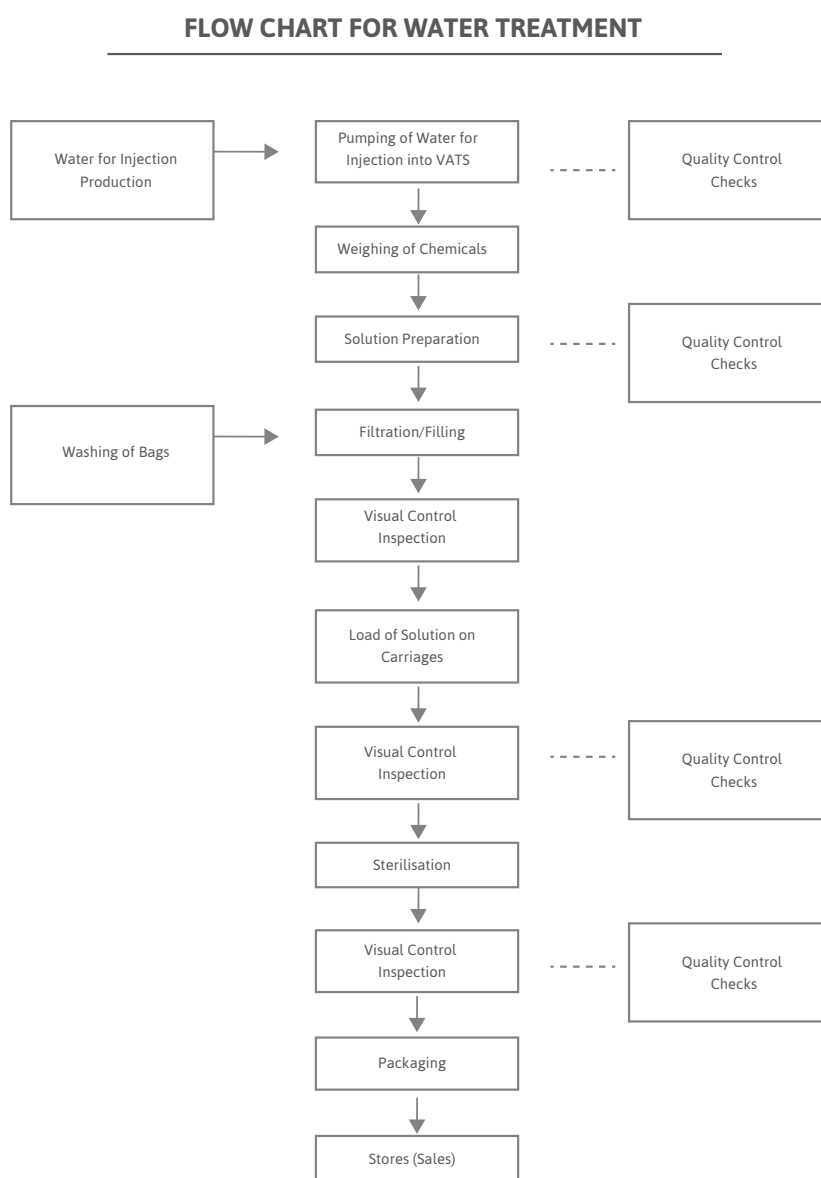 FLOW CHART FOR WATER TREATMENT
Water for Injection
Production
Pumping of Water for
Injection into VATS
Quality Control
Checks
Weighing of Chemicals
Solution Preparation
Quality Control
Checks
Washing of Bags
Filtration/Filling
Visual Control
Inspection
Load of Solution on
Carriages
Visual Control
Inspection
Quality Control
Checks
Sterilisation
Visual Control
Inspection
Quality Control
Checks
Packaging
Stores (Sales)